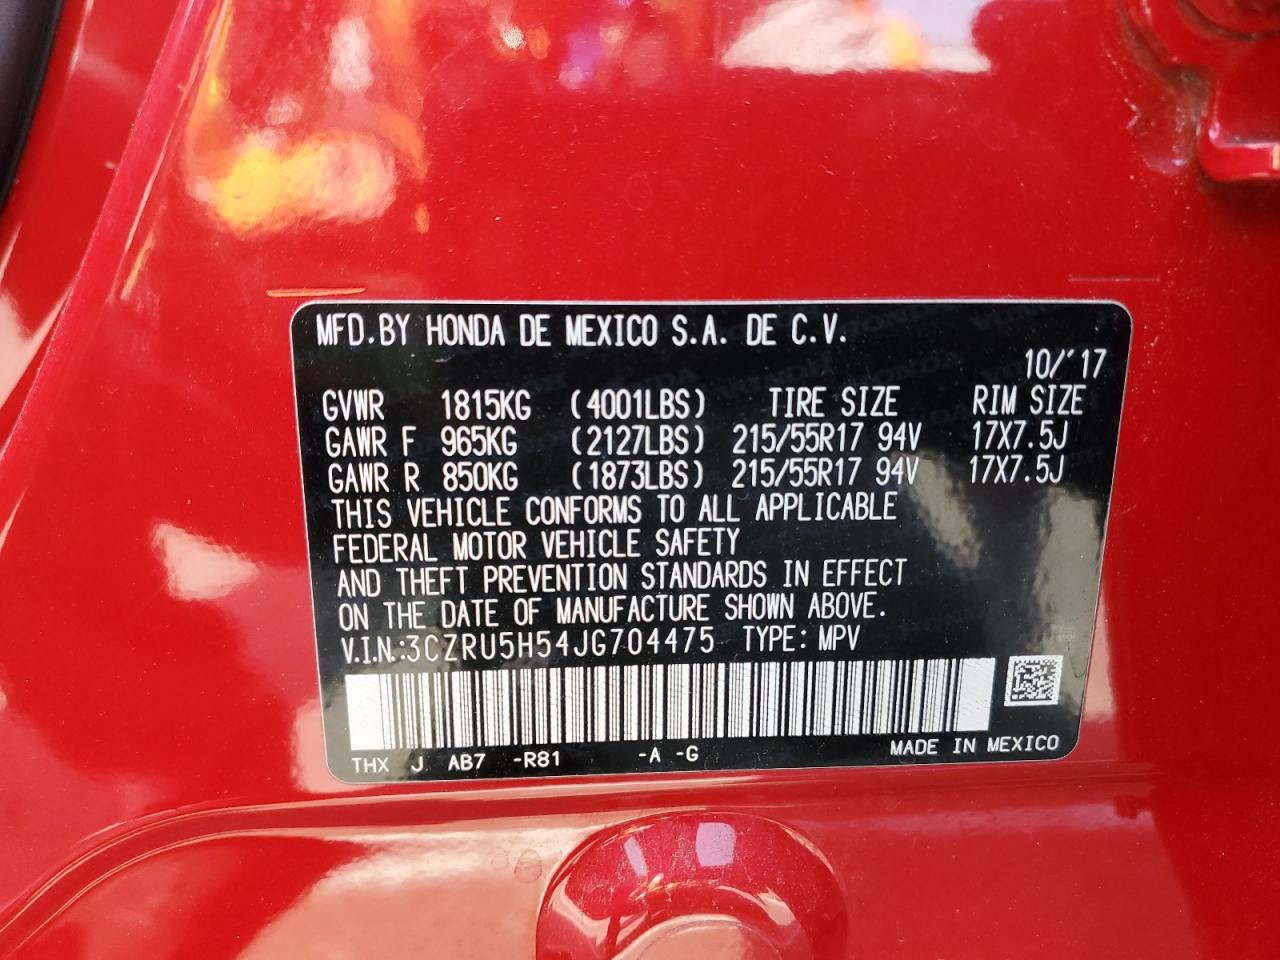 MFD.BY HONDA DE MEXICO S.A. DE C.V.
10/'17
GVWR 1815KG (4001LBS) TIRE SIZE RIM SIZE
GAWR F 965KG (2127LBS) 215/55R17 94V 17X7.5J
GAWR R 850KG (1873LBS) 215/55R17 94V 17X7.5J
THIS VEHICLE CONFORMS TO ALL APPLICABLE
FEDERAL MOTOR VEHICLE SAFETY
AND THEFT PREVENTION STANDARDS IN EFFECT
ON THE DATE OF MANUFACTURE SHOWN ABOVE.
V.I.N.:3CZRU5H54JG704475 TYPE: MPV
THX J AB7 -R81 -A -G MADE IN MEXICO